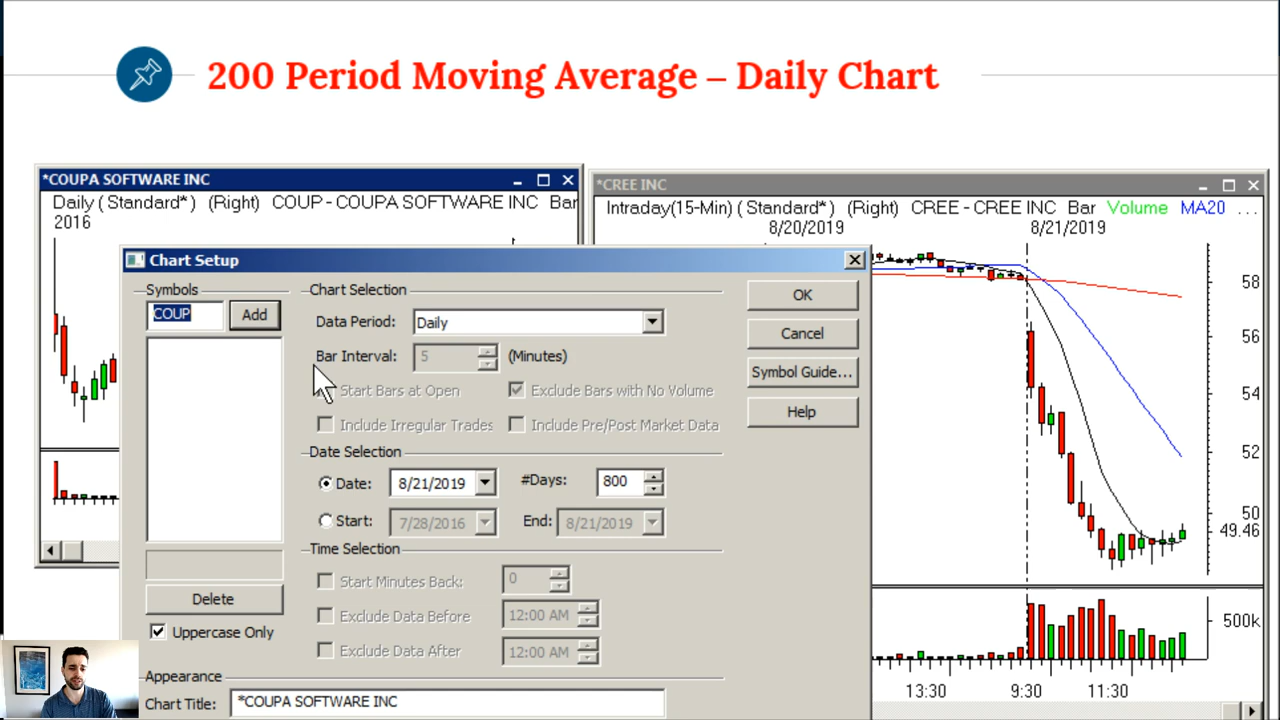 200 Period Moving Average – Daily Chart
*COUPA SOFTWARE INC
Daily ( Standard* ) (Right) COUP - COUPA SOFTWARE INC Bar
2016
*CREE INC
Intraday(15-Min) ( Standard* ) (Right) CREE - CREE INC Bar Volume MA20 ...
8/20/2019 8/21/2019
58
56
54
52
50
49.46
500k
13:30 9:30 11:30
Chart Setup
Symbols
COUP Add
Delete
Uppercase Only
Chart Selection
Data Period: Daily
Bar Interval: 5 (Minutes)
Start Bars at Open Exclude Bars with No Volume
Include Irregular Trades Include Pre/Post Market Data
Date Selection
Date: 8/21/2019 #Days: 800
Start: 7/28/2016 End: 8/21/2019
Time Selection
Start Minutes Back: 0
Exclude Data Before 12:00 AM
Exclude Data After 12:00 AM
OK
Cancel
Symbol Guide...
Help
Appearance
Chart Title: *COUPA SOFTWARE INC